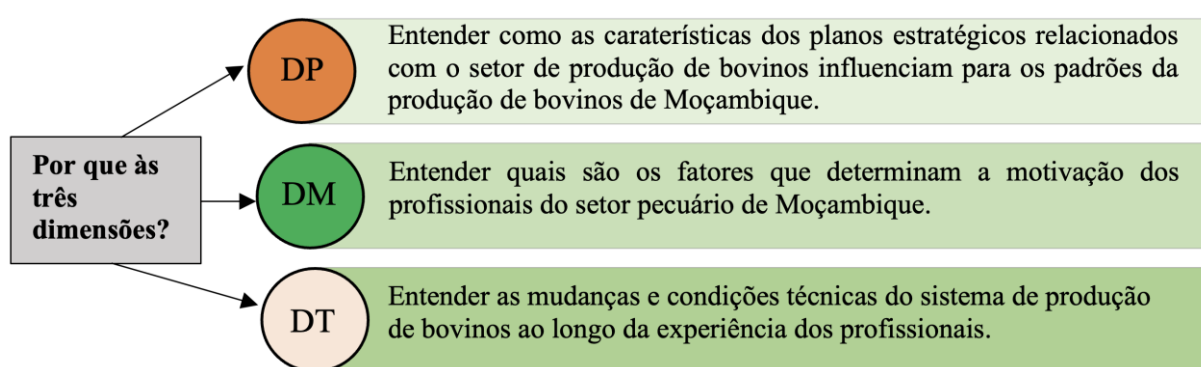 Por que às
três
dimensões?
DP
Entender como as caraterísticas dos planos estratégicos relacionados
com o setor de produção de bovinos influenciam para os padrões da
produção de bovinos de Moçambique.
DM
Entender quais são os fatores que determinam a motivação dos
profissionais do setor pecuário de Moçambique.
DT
Entender as mudanças e condições técnicas do sistema de produção
de bovinos ao longo da experiência dos profissionais.